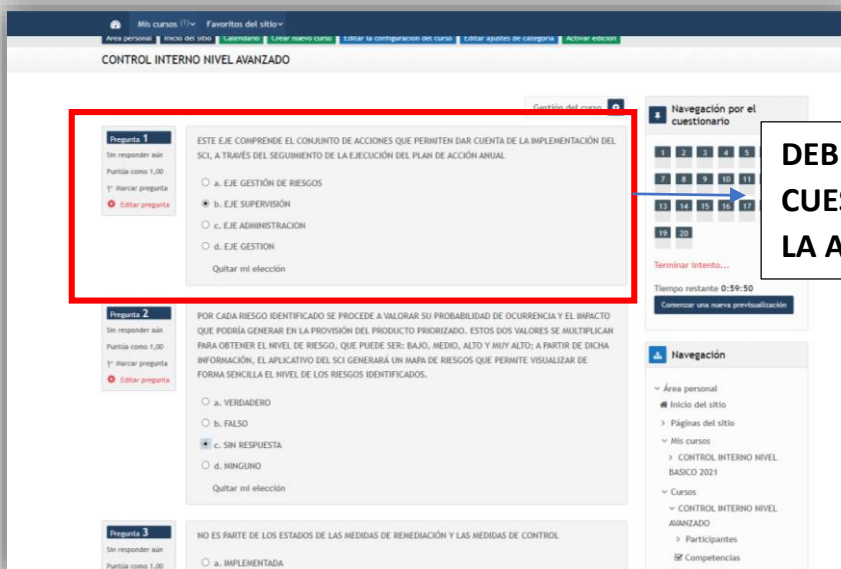 Mis cursos (1) Favoritos del sitio
Area personal Inicio del sitio Calendario Crear nuevo curso Editar la configuración del curso Editar ajustes de categoría Activar edición
CONTROL INTERNO NIVEL AVANZADO
Gestión del curso
Pregunta 1
Sin responder aún
Puntúa como 1,00
Marcar pregunta
Editar pregunta
ESTE EJE COMPRENDE EL CONJUNTO DE ACCIONES QUE PERMITEN DAR CUENTA DE LA IMPLEMENTACIÓN DEL
SCI, A TRAVÉS DEL SEGUIMIENTO DE LA EJECUCIÓN DEL PLAN DE ACCIÓN ANUAL
a. EJE GESTIÓN DE RIESGOS
b. EJE SUPERVISIÓN
c. EJE ADMINISTRACION
d. EJE GESTION
Quitar mi elección
Pregunta 2
Sin responder aún
Puntúa como 1,00
Marcar pregunta
Editar pregunta
POR CADA RIESGO IDENTIFICADO SE PROCEDE A VALORAR SU PROBABILIDAD DE OCURRENCIA Y EL IMPACTO
QUE PODRÍA GENERAR EN LA PROVISIÓN DEL PRODUCTO PRIORIZADO. ESTOS DOS VALORES SE MULTIPLICAN
PARA OBTENER EL NIVEL DE RIESGO, QUE PUEDE SER: BAJO, MEDIO, ALTO Y MUY ALTO; A PARTIR DE DICHA
INFORMACIÓN, EL APLICATIVO DEL SCI GENERARÁ UN MAPA DE RIESGOS QUE PERMITE VISUALIZAR DE
FORMA SENCILLA EL NIVEL DE LOS RIESGOS IDENTIFICADOS.
a. VERDADERO
b. FALSO
c. SIN RESPUESTA
d. NINGUNO
Quitar mi elección
Pregunta 3
Sin responder aún
Puntúa como 1,00
NO ES PARTE DE LOS ESTADOS DE LAS MEDIDAS DE REMEDIACIÓN Y LAS MEDIDAS DE CONTROL
a. IMPLEMENTADA
Navegación por el
cuestionario
1 2 3 4 5
7 8 9 10 11
13 14 15 16 17
19 20
Terminar intento...
Tiempo restante 0:59:50
Comenzar una nueva previsualización
DEB
CUES
LA A
Navegación
Área personal
Inicio del sitio
Páginas del sitio
Mis cursos
CONTROL INTERNO NIVEL
BASICO 2021
Cursos
CONTROL INTERNO NIVEL
AVANZADO
Participantes
Competencias